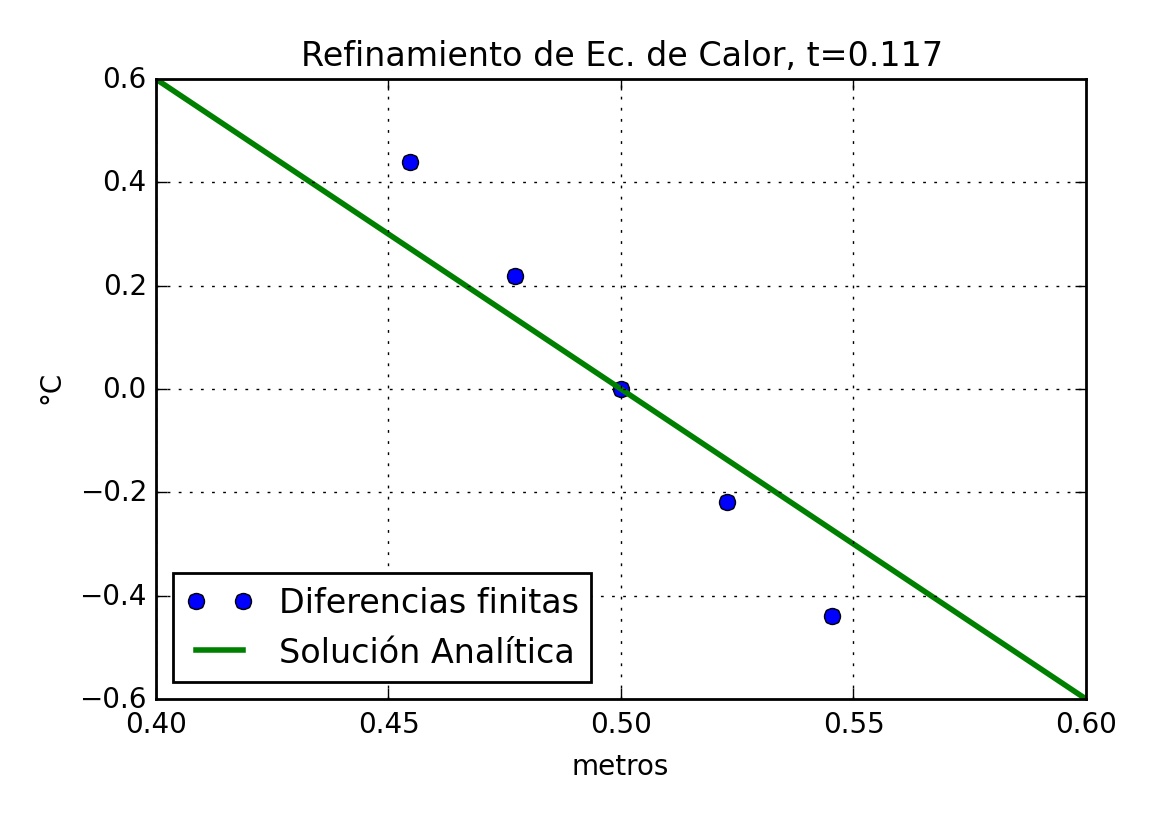 Refinamiento de Ec. de Calor, t=0.117
0.6
0.4
0.2
0.0
−0.2
−0.4
−0.6
°C
Diferencias finitas
Solución Analítica
0.40 0.45 0.50 0.55 0.60
metros